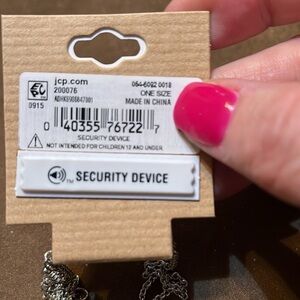 jcp.com
200076
064-6092 0018
ONE SIZE
MADE IN CHINA
0915
0 40355 76722 7
SECURITY DEVICE
NOT INTENDED FOR CHILDREN 12 AND UNDER
SECURITY DEVICE